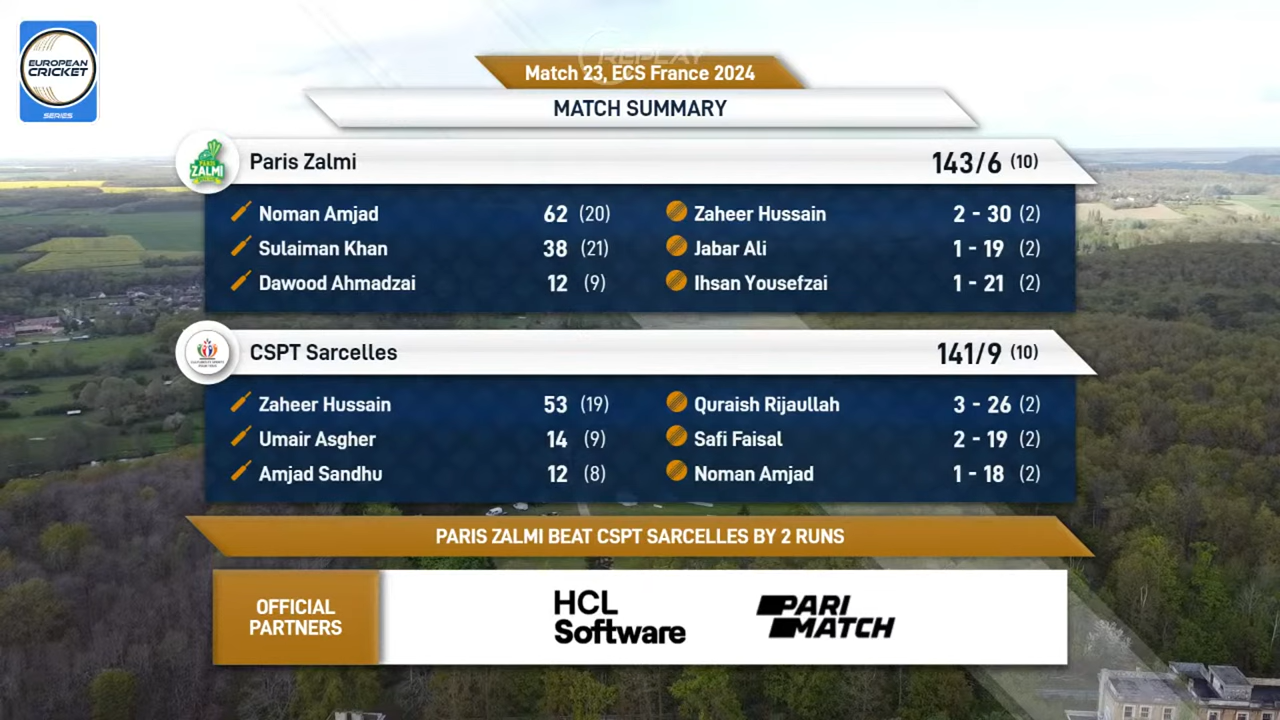 EUROPEAN
CRICKET
SERIES
REPLAY
Match 23, ECS France 2024
MATCH SUMMARY
PARIS
ZALMI
Paris Zalmi 143/6 (10)
Noman Amjad 62 (20) Zaheer Hussain 2 - 30 (2)
Sulaiman Khan 38 (21) Jabar Ali 1 - 19 (2)
Dawood Ahmadzai 12 (9) Ihsan Yousefzai 1 - 21 (2)
CSPT Sarcelles 141/9 (10)
Zaheer Hussain 53 (19) Quraish Rijaullah 3 - 26 (2)
Umair Asgher 14 (9) Safi Faisal 2 - 19 (2)
Amjad Sandhu 12 (8) Noman Amjad 1 - 18 (2)
PARIS ZALMI BEAT CSPT SARCELLES BY 2 RUNS
OFFICIAL
PARTNERS
HCL
Software
PARI
MATCH